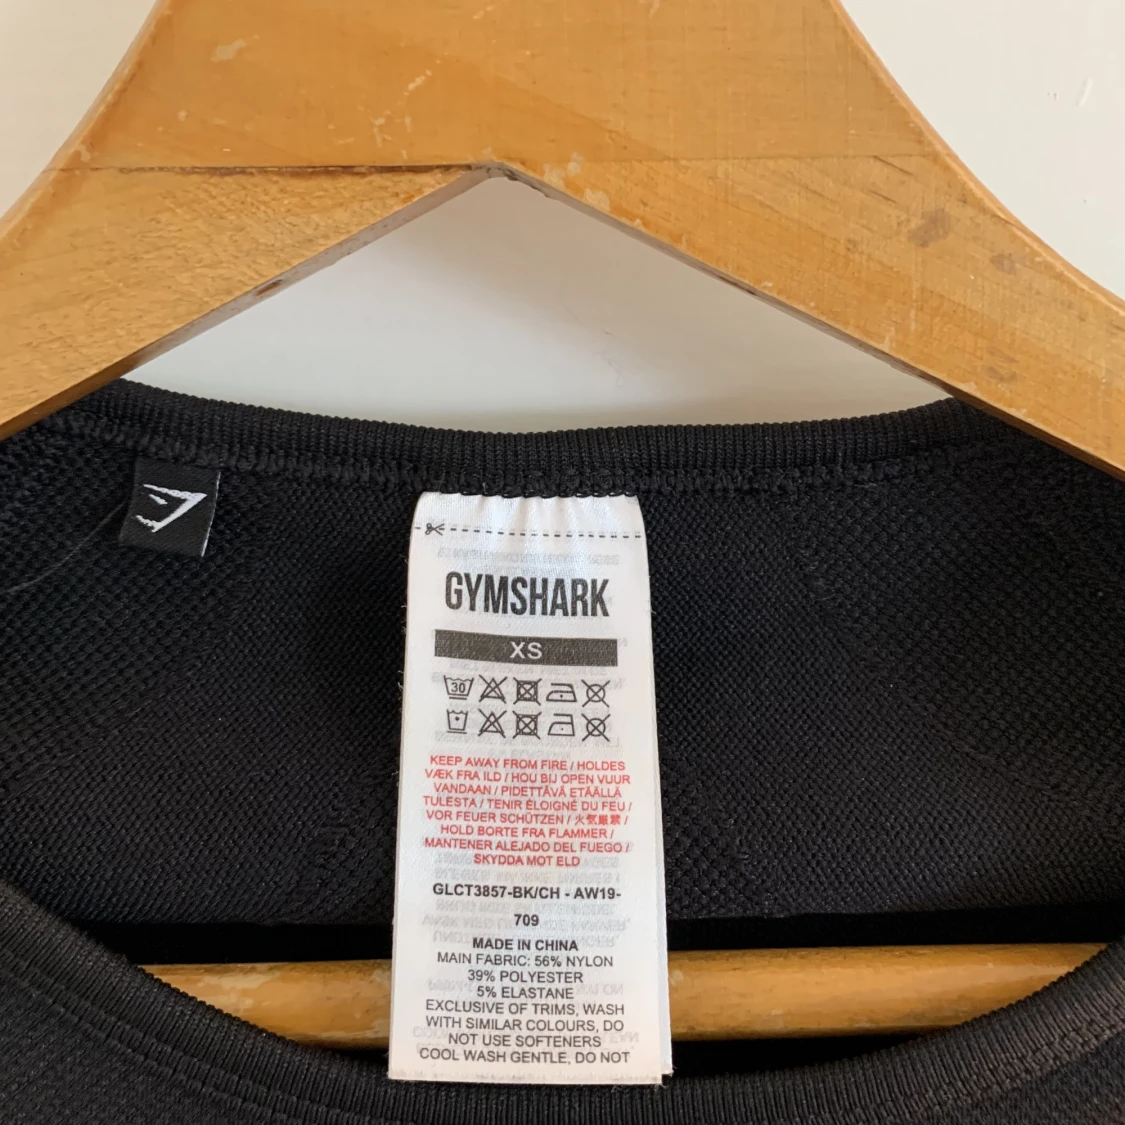 GYMSHARK
XS
30
KEEP AWAY FROM FIRE / HOLDES
VÆK FRA ILD / HOU BIJ OPEN VUUR
VANDAAN / PIDETTÄVÄ ETÄÄLLÄ
TULESTA / TENIR ÉLOIGNÉ DU FEU /
VOR FEUER SCHÜTZEN / 火気厳禁 /
HOLD BORTE FRA FLAMMER /
MANTENER ALEJADO DEL FUEGO /
SKYDDA MOT ELD
GLCT3857-BK/CH - AW19-
709
MADE IN CHINA
MAIN FABRIC: 56% NYLON
39% POLYESTER
5% ELASTANE
EXCLUSIVE OF TRIMS, WASH
WITH SIMILAR COLOURS, DO
NOT USE SOFTENERS
COOL WASH GENTLE, DO NOT